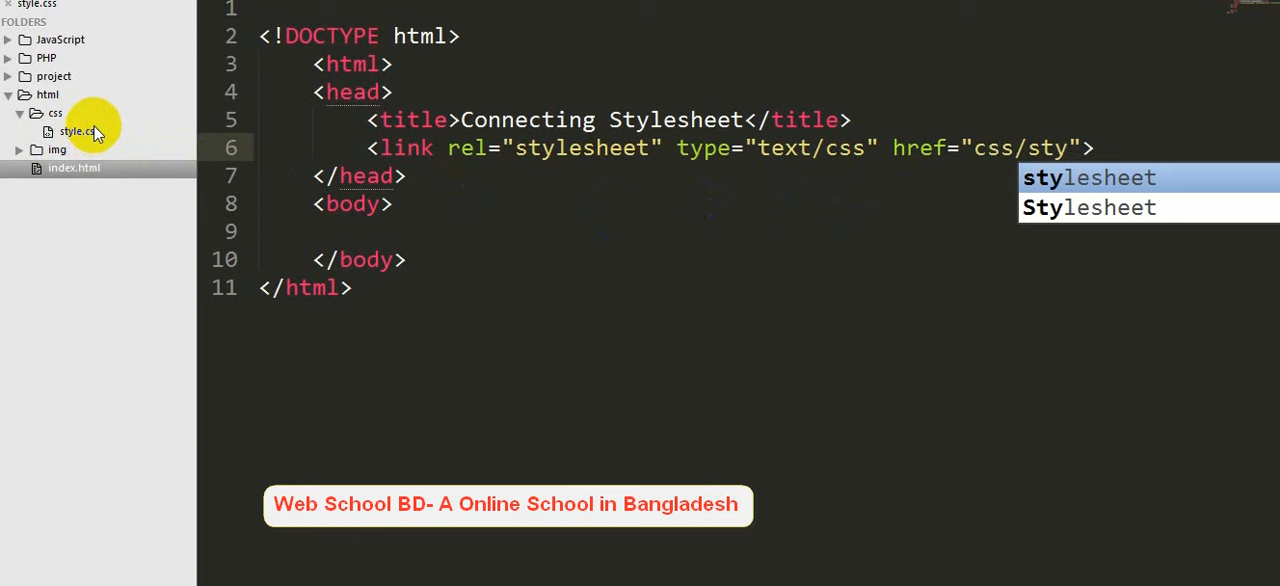 style.css
FOLDERS
JavaScript
PHP
project
html
css
style.cs
img
index.html
1
2 <!DOCTYPE html>
3 <html>
4 <head>
5 <title>Connecting Stylesheet</title>
6 <link rel="stylesheet" type="text/css" href="css/sty">
stylesheet
Stylesheet
7 </head>
8 <body>
9
10 </body>
11 </html>
Web School BD- A Online School in Bangladesh